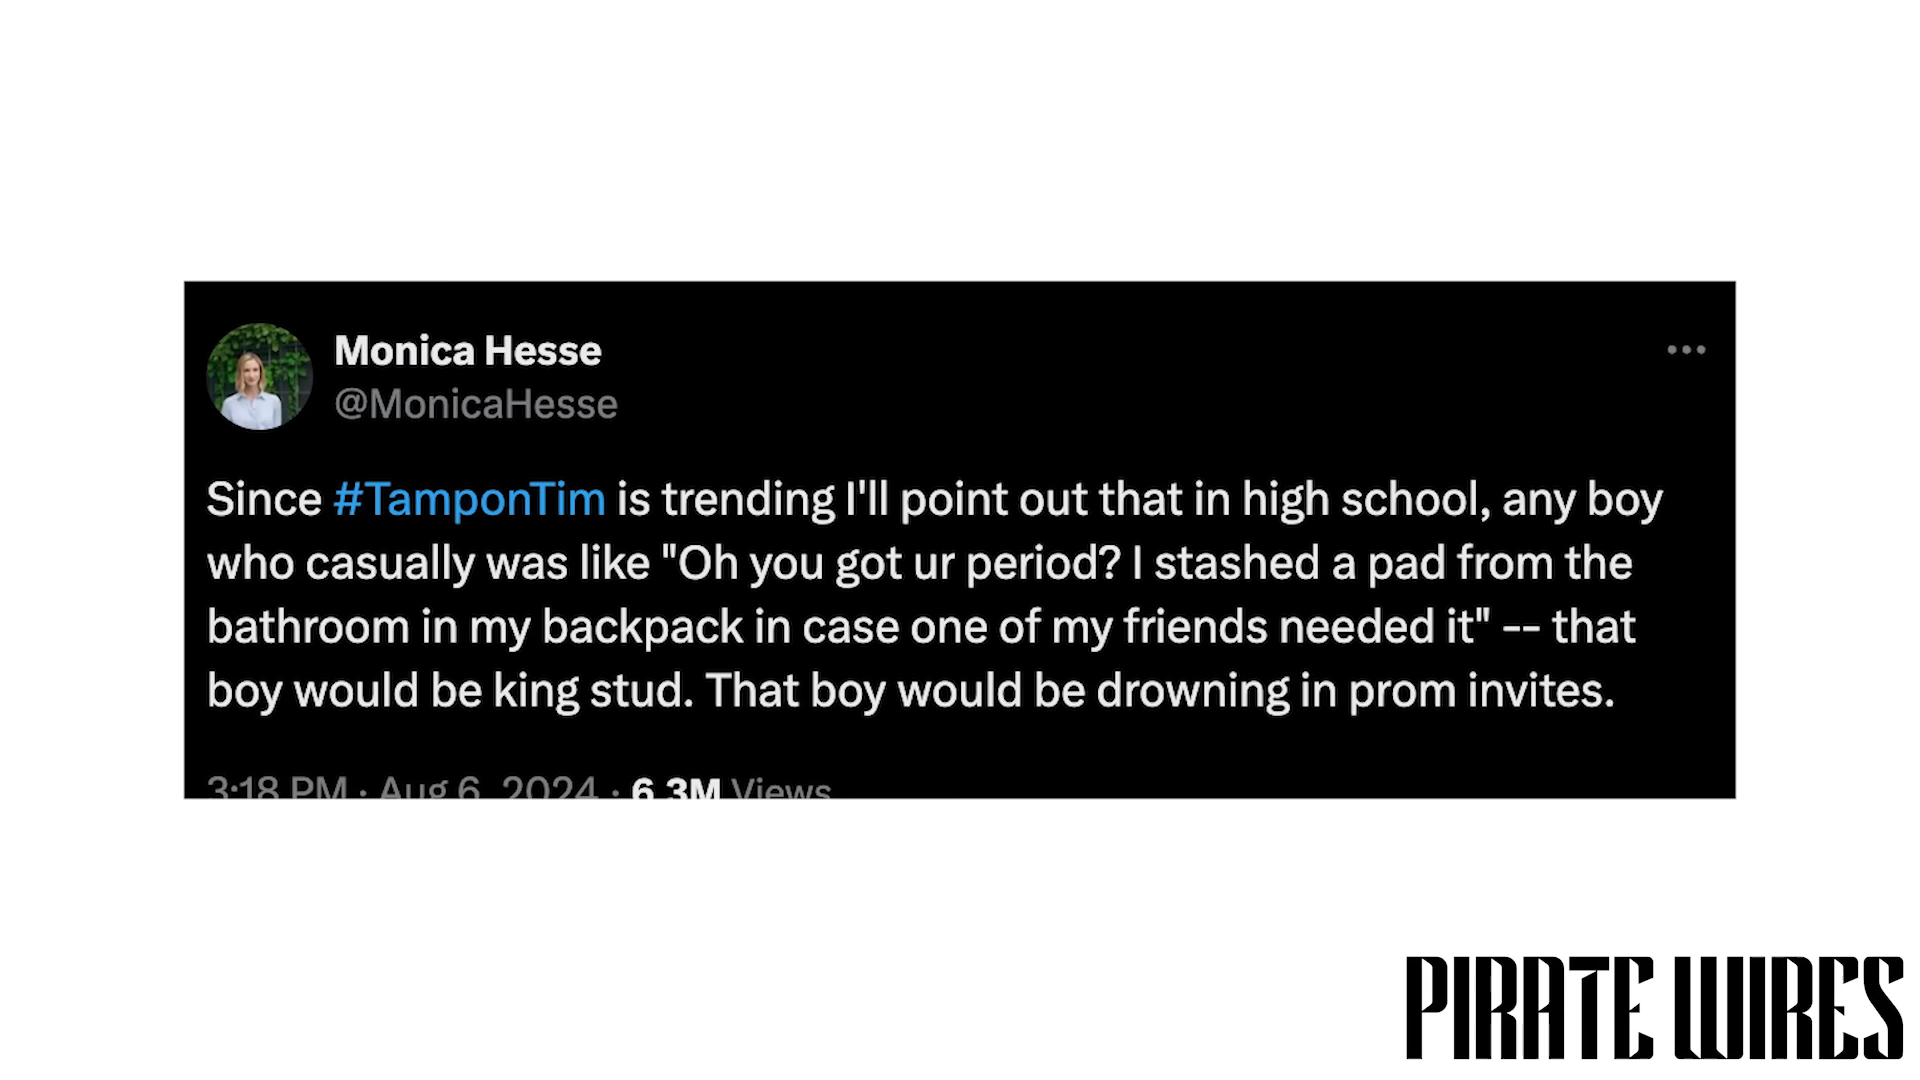 Monica Hesse
@MonicaHesse
Since #TamponTim is trending I'll point out that in high school, any boy
who casually was like "Oh you got ur period? I stashed a pad from the
bathroom in my backpack in case one of my friends needed it" -- that
boy would be king stud. That boy would be drowning in prom invites.
3:18 PM · Aug 6, 2024 · 6.3M Views
PIRATE WIRES